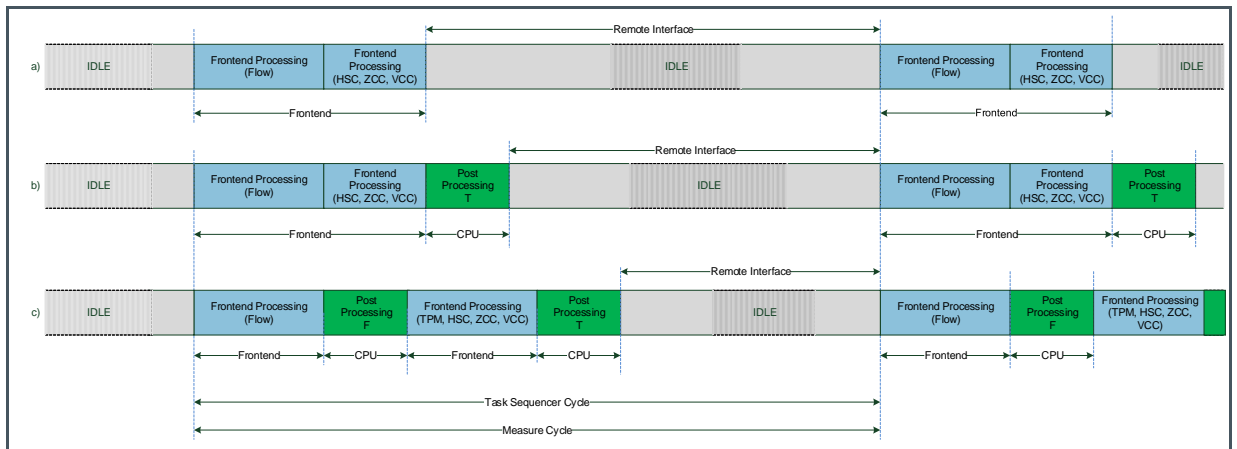 Remote Interface
a)
IDLE
Frontend Processing
(Flow)
Frontend
Processing
(HSC, ZCC, VCC)
IDLE
Frontend Processing
(Flow)
Frontend
Processing
(HSC, ZCC, VCC)
IDLE
Frontend
Frontend
Remote Interface
b)
IDLE
Frontend Processing
(Flow)
Frontend
Processing
(HSC, ZCC, VCC)
Post
Processing
T
IDLE
Frontend Processing
(Flow)
Frontend
Processing
(HSC, ZCC, VCC)
Post
Processing
T
Frontend
CPU
Frontend
CPU
Remote Interface
c)
IDLE
Frontend Processing
(Flow)
Post
Processing
F
Frontend Processing
(TPM, HSC, ZCC, VCC)
Post
Processing
T
IDLE
Frontend Processing
(Flow)
Post
Processing
F
Frontend Processing
(TPM, HSC, ZCC,
VCC)
Frontend
CPU
Frontend
CPU
Frontend
CPU
Task Sequencer Cycle
Measure Cycle